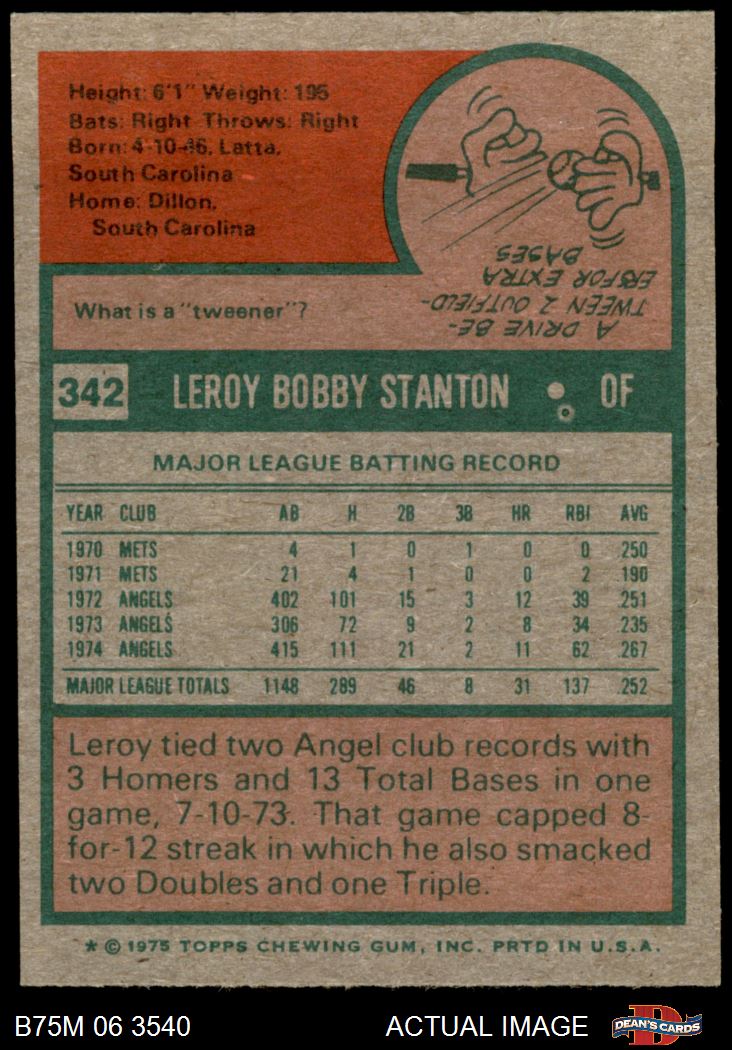 Height: 6'1" Weight: 195
Bats: Right Throws: Right
Born: 4-10-46, Latta,
South Carolina
Home: Dillon,
South Carolina
What is a "tweener"?
A DRIVE BE-
TWEEN 2 OUTFIELD-
ERS FOR EXTRA
BASES
342 LEROY BOBBY STANTON OF
MAJOR LEAGUE BATTING RECORD
YEAR CLUB AB H 2B 3B HR RBI AVG
1970 METS 4 1 0 1 0 0 .250
1971 METS 21 4 1 0 0 2 .190
1972 ANGELS 402 101 15 3 12 39 .251
1973 ANGELS 306 72 9 2 8 34 .235
1974 ANGELS 415 111 21 2 11 62 .267
MAJOR LEAGUE TOTALS 1148 289 46 8 31 137 .252
Leroy tied two Angel club records with
3 Homers and 13 Total Bases in one
game, 7-10-73. That game capped 8-
for-12 streak in which he also smacked
two Doubles and one Triple.
* © 1975 TOPPS CHEWING GUM, INC. PRTD IN U.S.A.
B75M 06 3540 ACTUAL IMAGE D DEAN'S CARDS